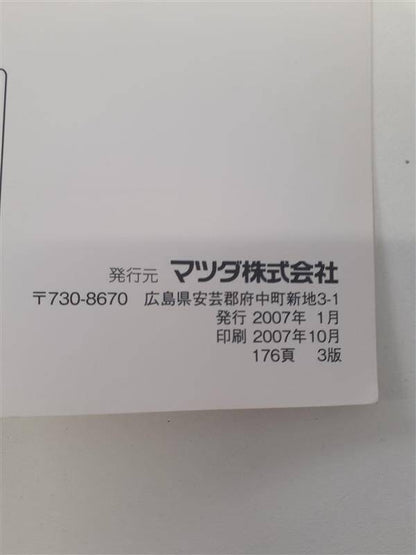 発行元 マツダ株式会社
〒730-8670 広島県安芸郡府中町新地3-1
発行 2007年 1月
印刷 2007年10月
176頁 3版